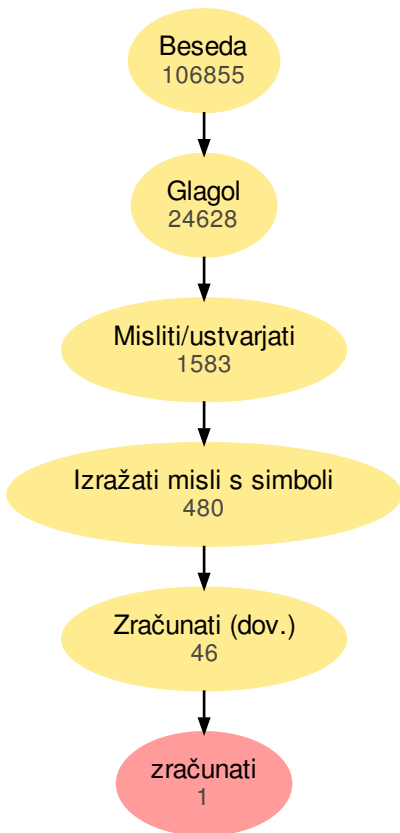 Beseda
106855
Glagol
24628
Misliti/ustvarjati
1583
Izražati misli s simboli
480
Zračunati (dov.)
46
zračunati
1